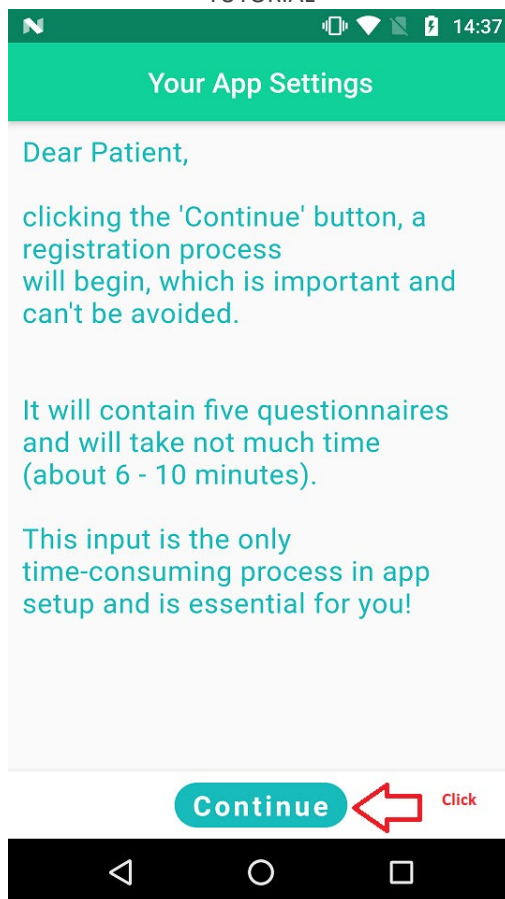 14:37
Your App Settings
Dear Patient,
clicking the 'Continue' button, a
registration process
will begin, which is important and
can't be avoided.
It will contain five questionnaires
and will take not much time
(about 6 - 10 minutes).
This input is the only
time-consuming process in app
setup and is essential for you!
Continue
Click